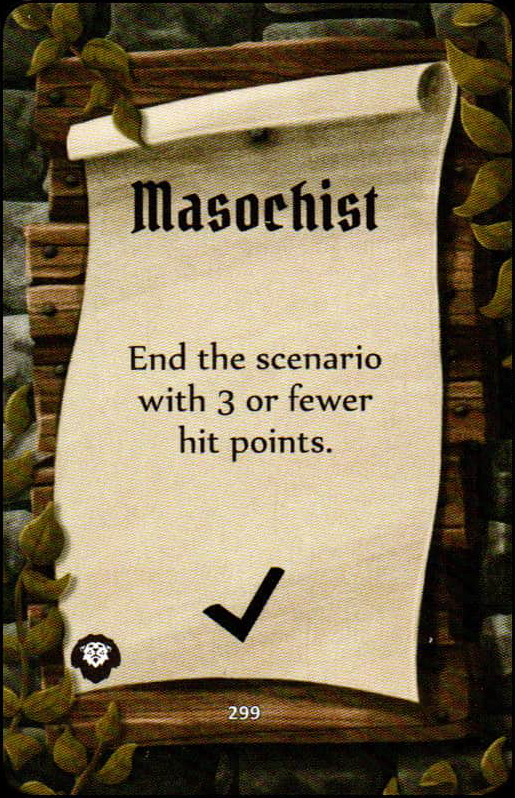 Masochist
End the scenario
with 3 or fewer
hit points.
299